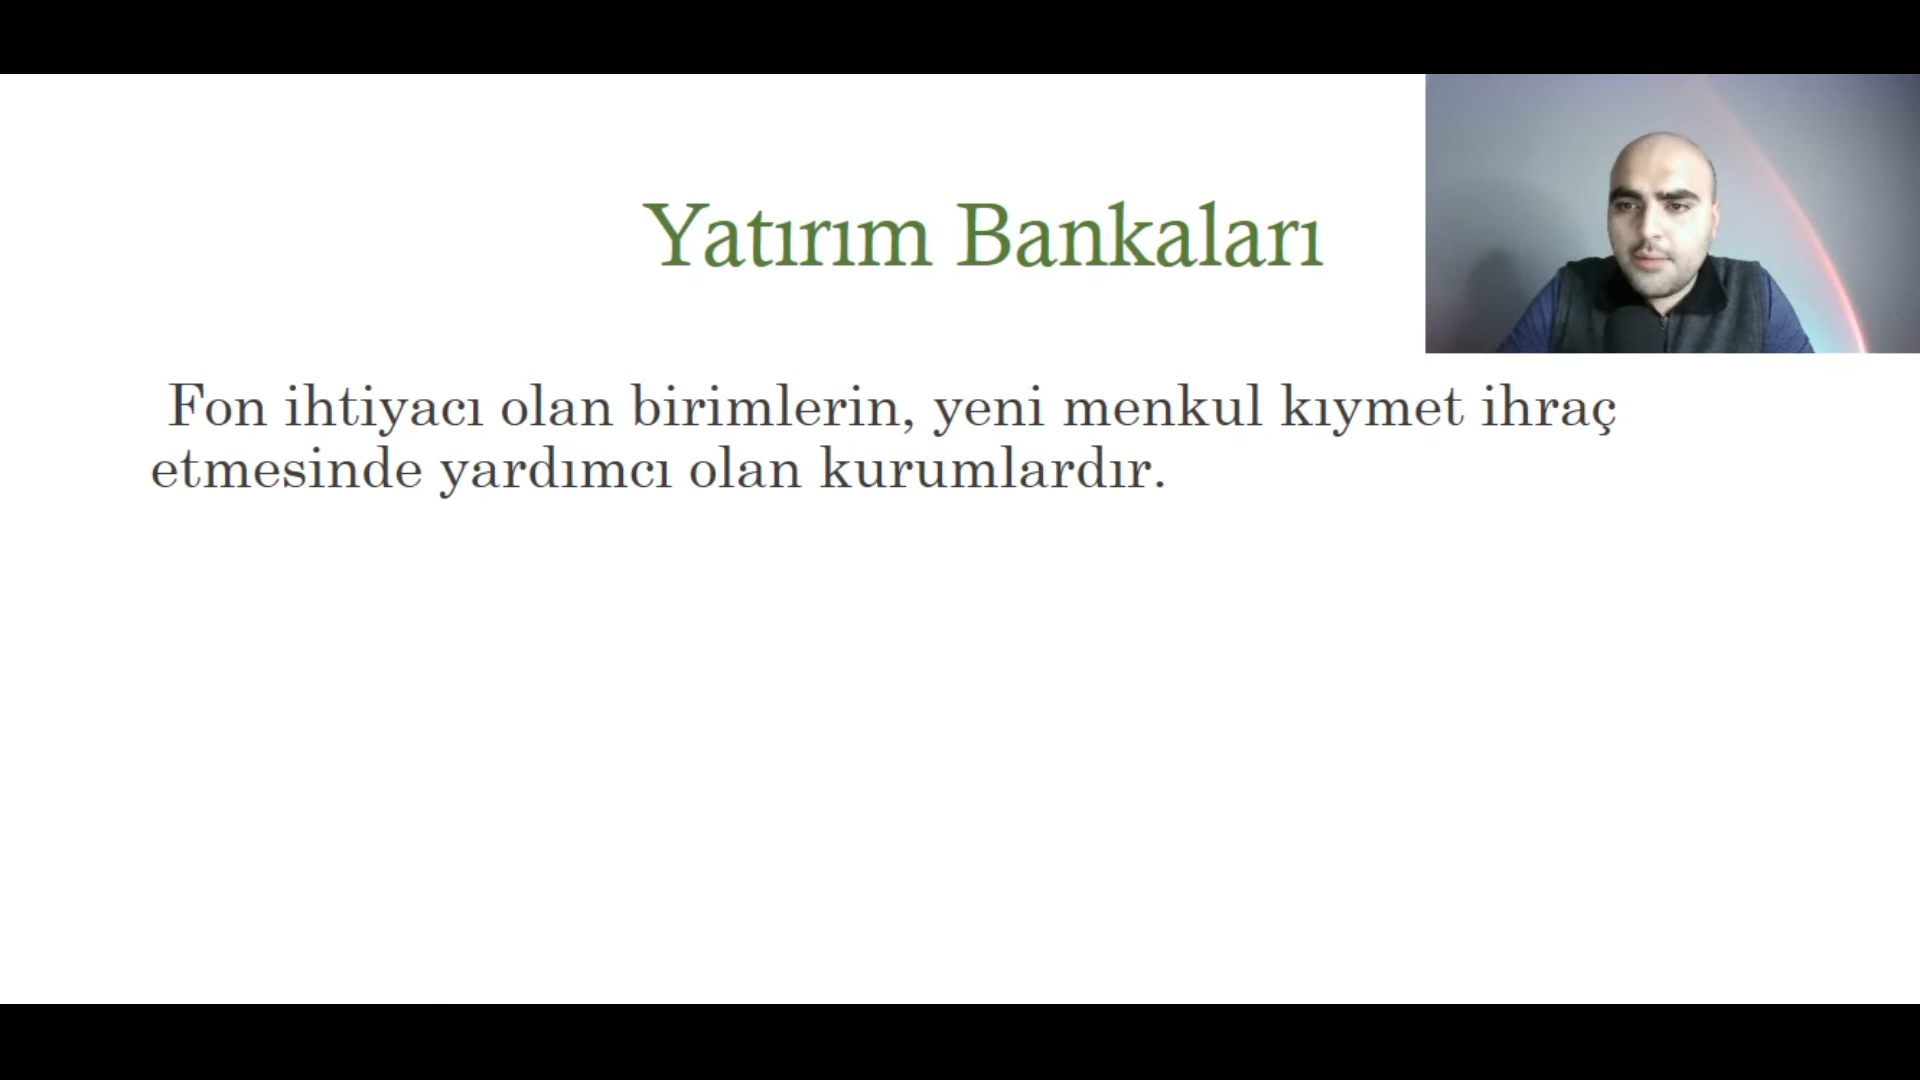 Yatırım Bankaları
Fon ihtiyacı olan birimlerin, yeni menkul kıymet ihraç
etmesinde yardımcı olan kurumlardır.